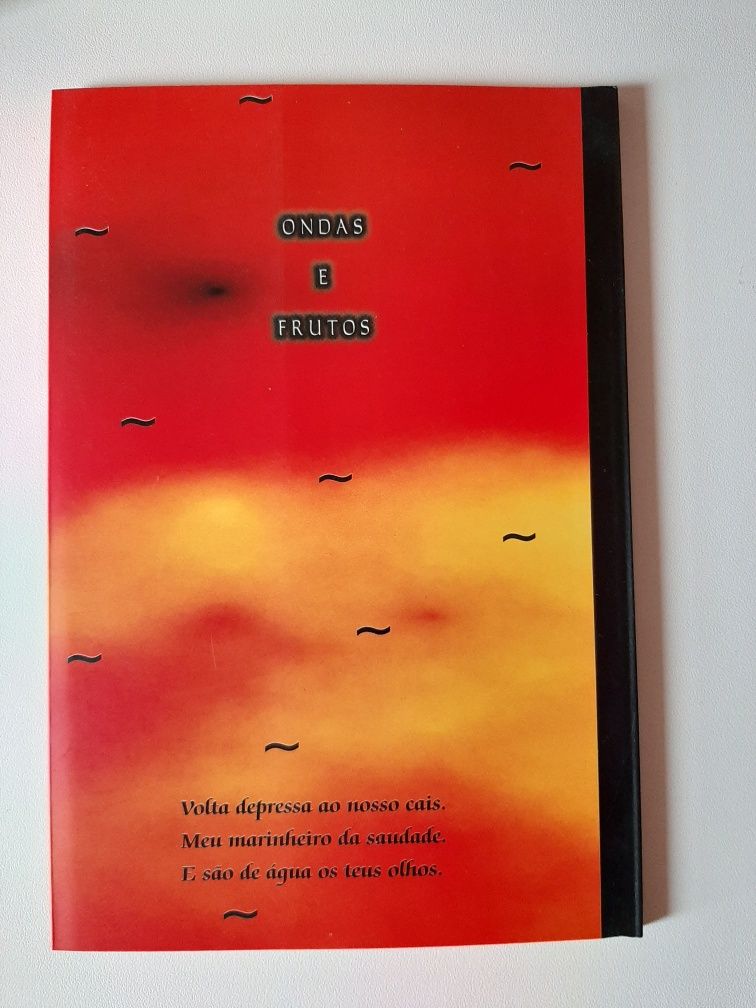 ONDAS
E
FRUTOS
Volta depressa ao nosso cais.
Meu marinheiro da saudade.
E são de água os teus olhos.